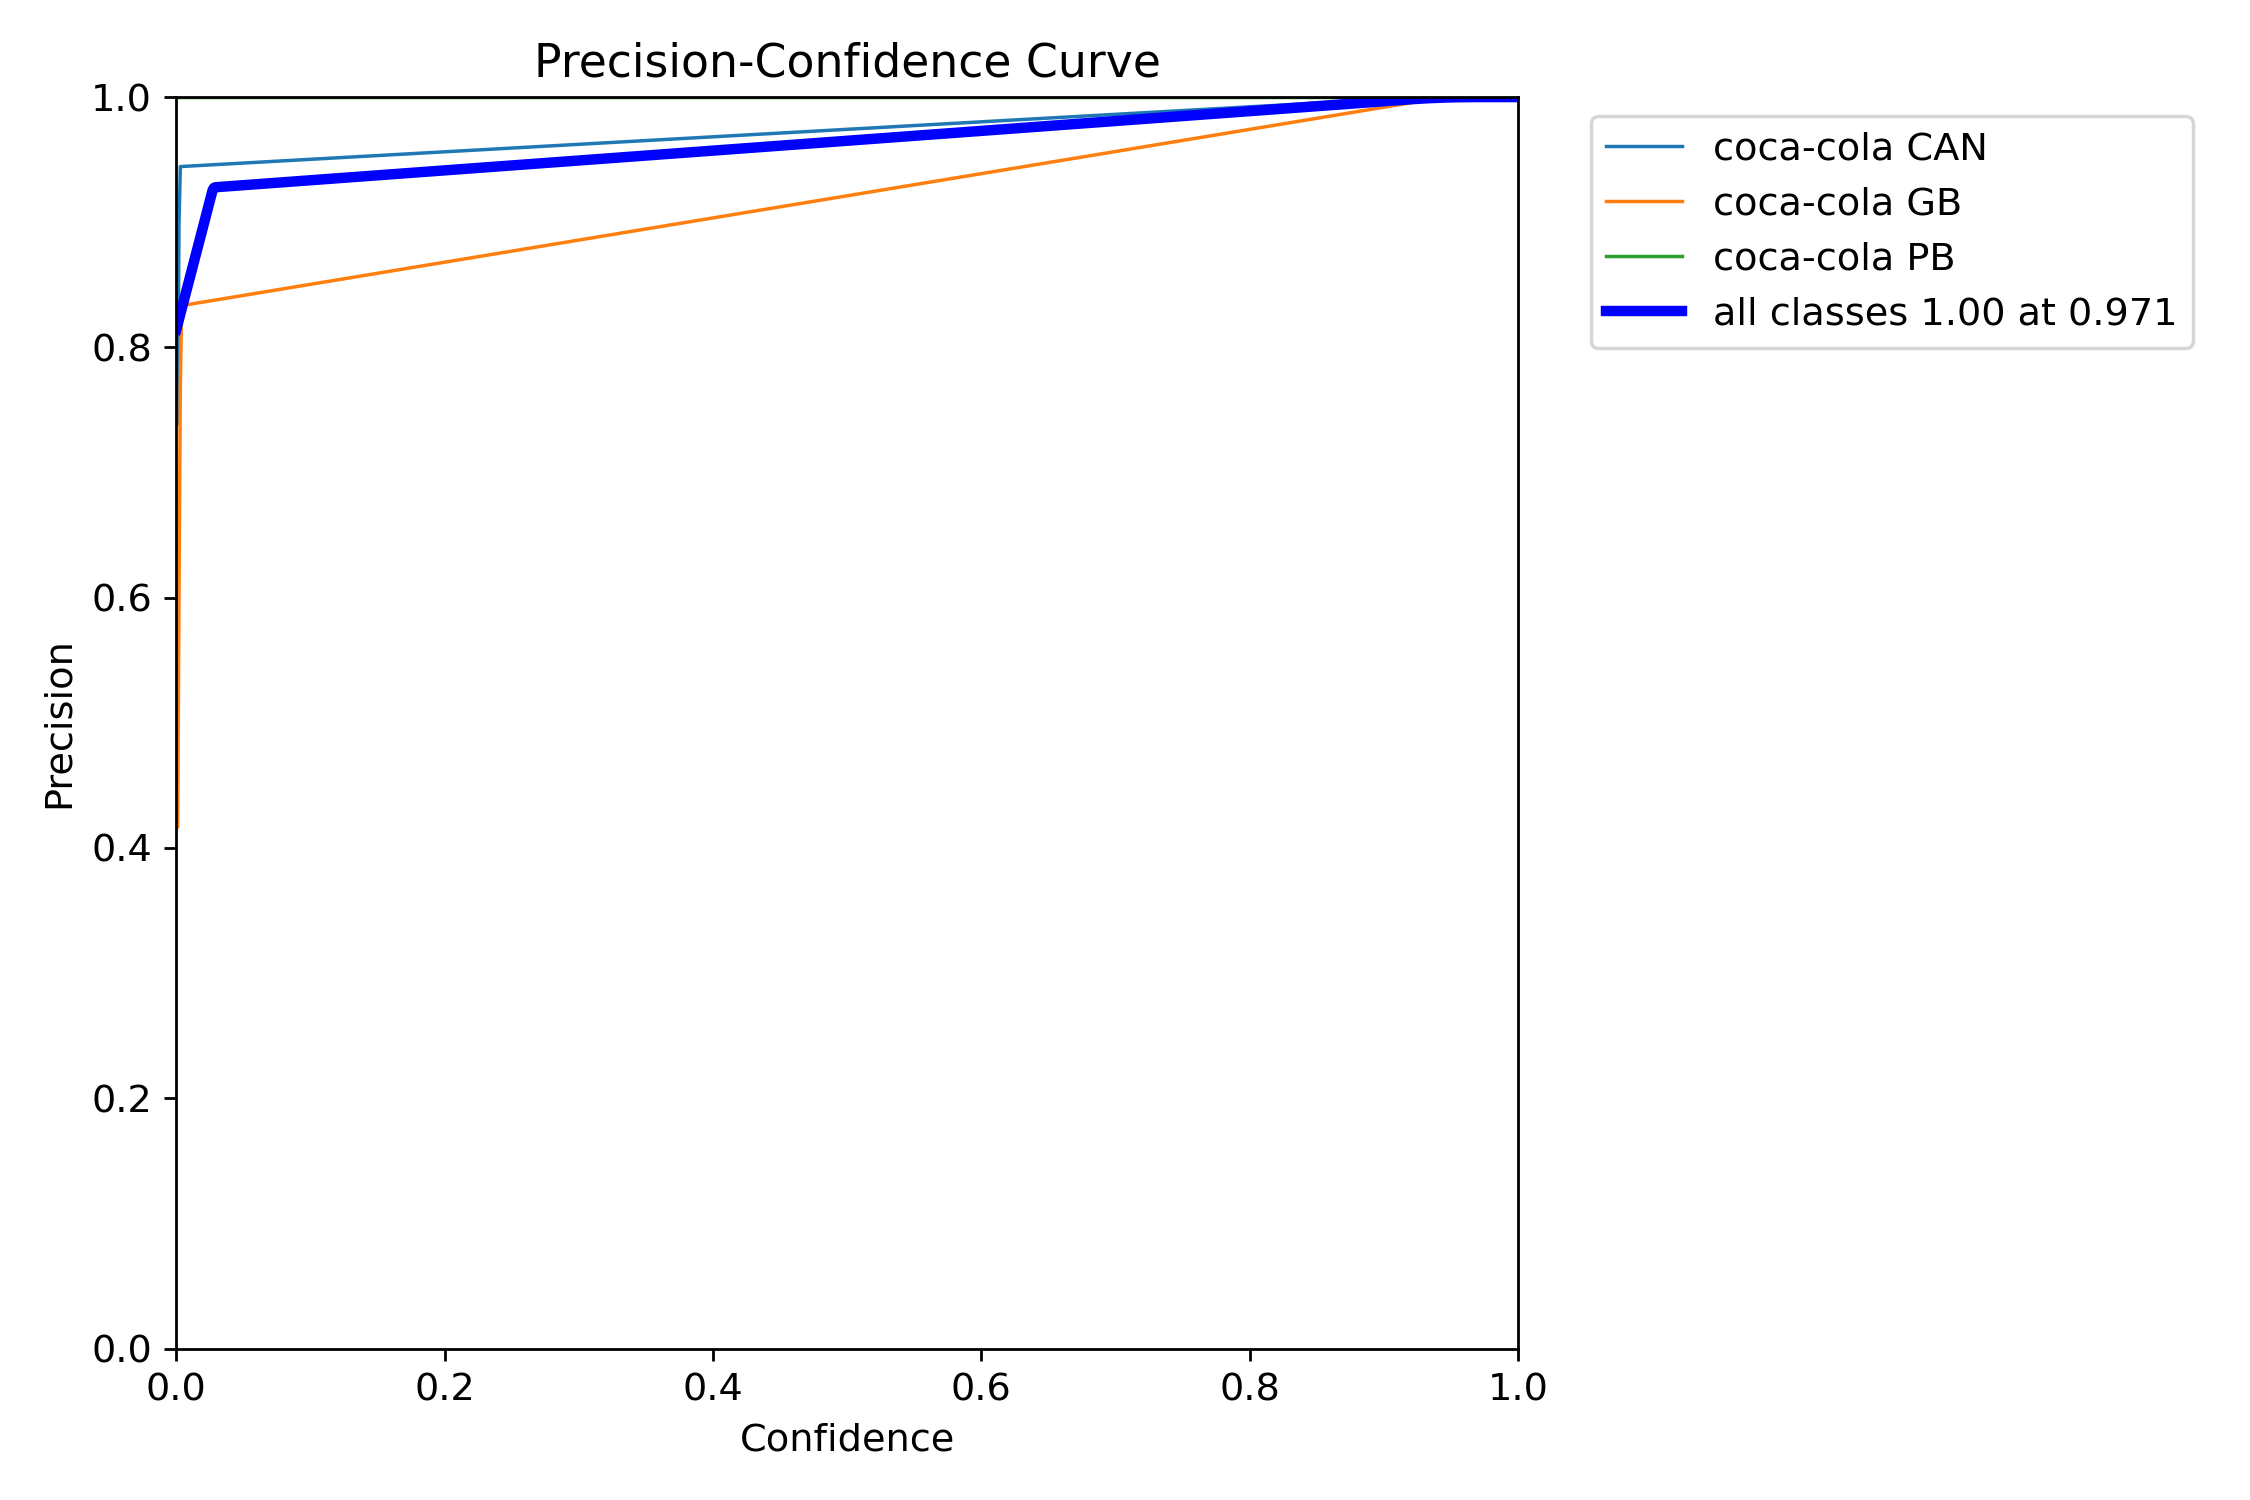 Precision-Confidence Curve
1.0
0.8
0.6
0.4
0.2
0.0
Precision
0.0 0.2 0.4 0.6 0.8 1.0
Confidence
coca-cola CAN
coca-cola GB
coca-cola PB
all classes 1.00 at 0.971